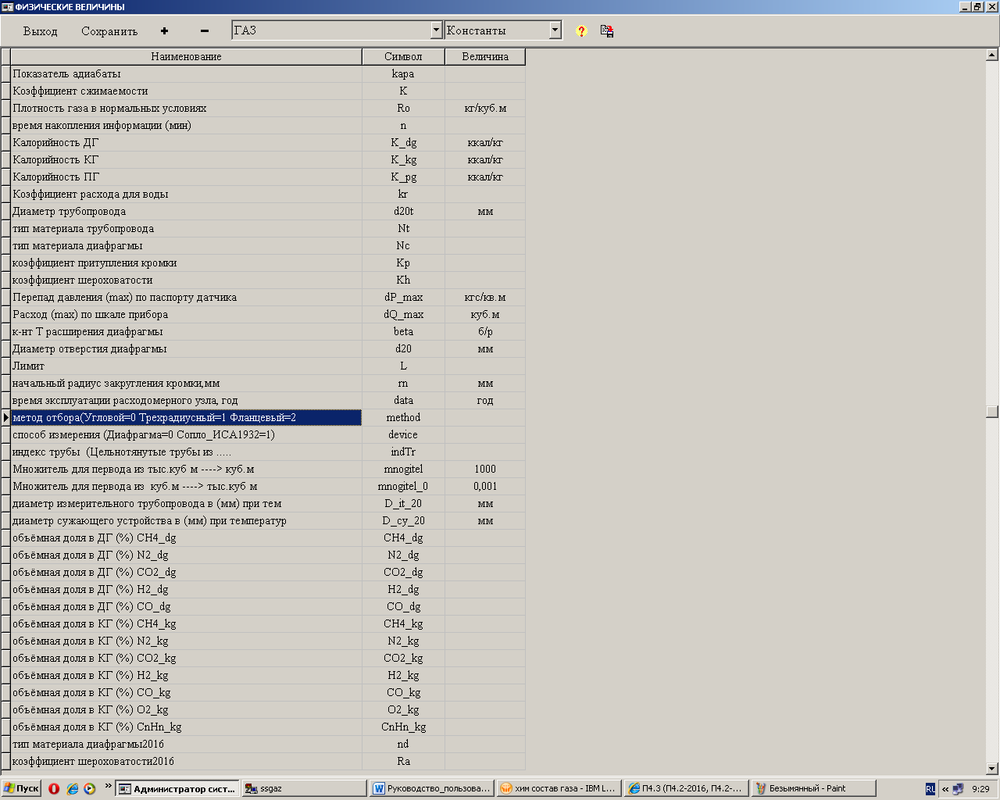 ФИЗИЧЕСКИЕ ВЕЛИЧИНЫ
Выход Сохранить + - ГАЗ Константы ?
Наименование Символ Величина
Показатель адиабаты kapa
Коэффициент сжимаемости K
Плотность газа в нормальных условиях Ro кг/куб.м
время накопления информации (мин) n
Калорийность ДГ K_dg ккал/кг
Калорийность КГ K_kg ккал/кг
Калорийность ПГ K_pg ккал/кг
Коэффициент расхода для воды kr
Диаметр трубопровода d20t мм
тип материала трубопровода Nt
тип материала диафрагмы Nc
коэффициент притупления кромки Kp
коэффициент шероховатости Kh
Перепад давления (max) по паспорту датчика dP_max кгс/кв.м
Расход (max) по шкале прибора dQ_max куб.м
к-нт Т расширения диафрагмы beta б/р
Диаметр отверстия диафрагмы d20 мм
Лимит L
начальный радиус закругления кромки,мм rn мм
время эксплуатации расходомерного узла, год data год
метод отбора(Угловой=0 Трехрадиусный=1 Фланцевый=2 method
способ измерения (Диафрагма=0 Сопло_ИСА1932=1) device
индекс трубы (Цельнотянутые трубы из ..... indTr
Множитель для первода из тыс.куб м ----> куб.м mnogitel 1000
Множитель для первода из куб.м ----> тыс.куб м mnogitel_0 0,001
диаметр измерительного трубопровода в (мм) при тем D_it_20 мм
диаметр сужающего устройства в (мм) при температур D_cy_20 мм
объёмная доля в ДГ (%) CH4_dg CH4_dg
объёмная доля в ДГ (%) N2_dg N2_dg
объёмная доля в ДГ (%) CO2_dg CO2_dg
объёмная доля в ДГ (%) H2_dg H2_dg
объёмная доля в ДГ (%) CO_dg CO_dg
объёмная доля в КГ (%) CH4_kg CH4_kg
объёмная доля в КГ (%) N2_kg N2_kg
объёмная доля в КГ (%) CO2_kg CO2_kg
объёмная доля в КГ (%) H2_kg H2_kg
объёмная доля в КГ (%) CO_kg CO_kg
объёмная доля в КГ (%) O2_kg O2_kg
объёмная доля в КГ (%) CnHn_kg CnHn_kg
тип материала диафрагмы2016 nd
коэффициент шероховатости2016 Ra
Пуск » Администратор сист... ssgaz Руководство_пользова... хим состав газа - IBM L... П4.3 (П4.2-2016, П4.2-... Безымянный - Paint RL « 9:29